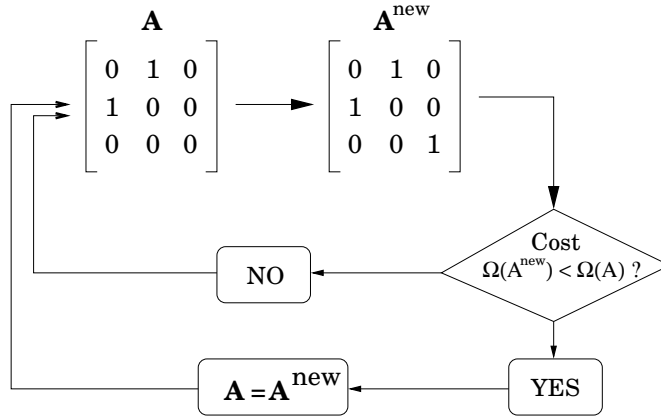 A A^new
0 1 0 0 1 0
1 0 0 1 0 0
0 0 0 0 0 1
Cost
Ω(A^new) < Ω(A) ?
NO
A = A^new YES